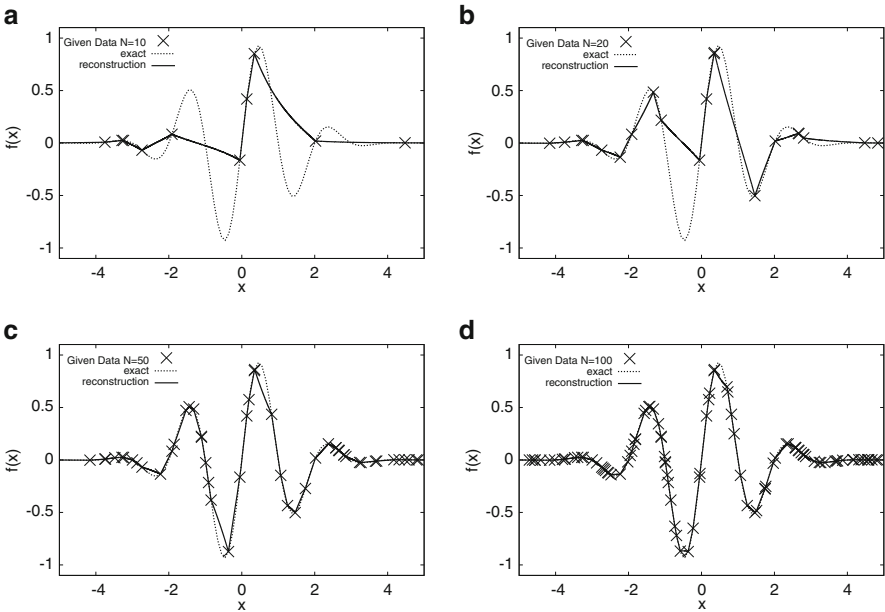 a
Given Data N=10
exact
reconstruction
f(x)
1
0.5
0
-0.5
-1
-4 -2 0 2 4
x
b
Given Data N=20
exact
reconstruction
f(x)
1
0.5
0
-0.5
-1
-4 -2 0 2 4
x
c
Given Data N=50
exact
reconstruction
f(x)
1
0.5
0
-0.5
-1
-4 -2 0 2 4
x
d
Given Data N=100
exact
reconstruction
f(x)
1
0.5
0
-0.5
-1
-4 -2 0 2 4
x